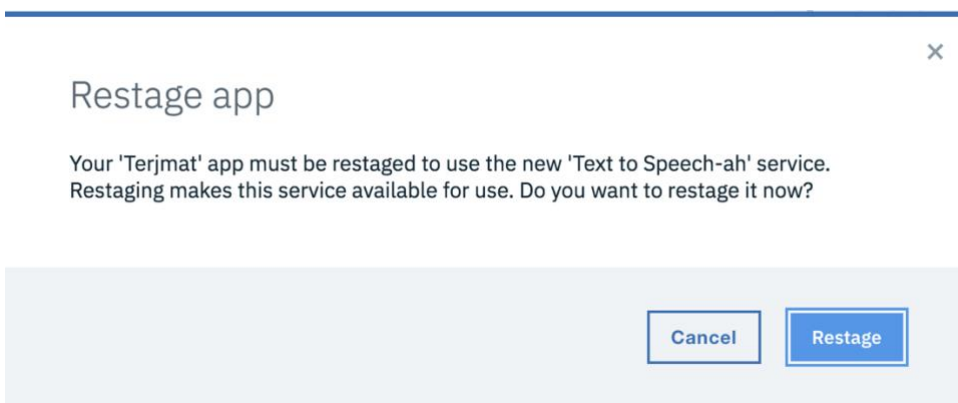 Restage app
Your 'Terjmat' app must be restaged to use the new 'Text to Speech-ah' service.
Restaging makes this service available for use. Do you want to restage it now?
Cancel
Restage